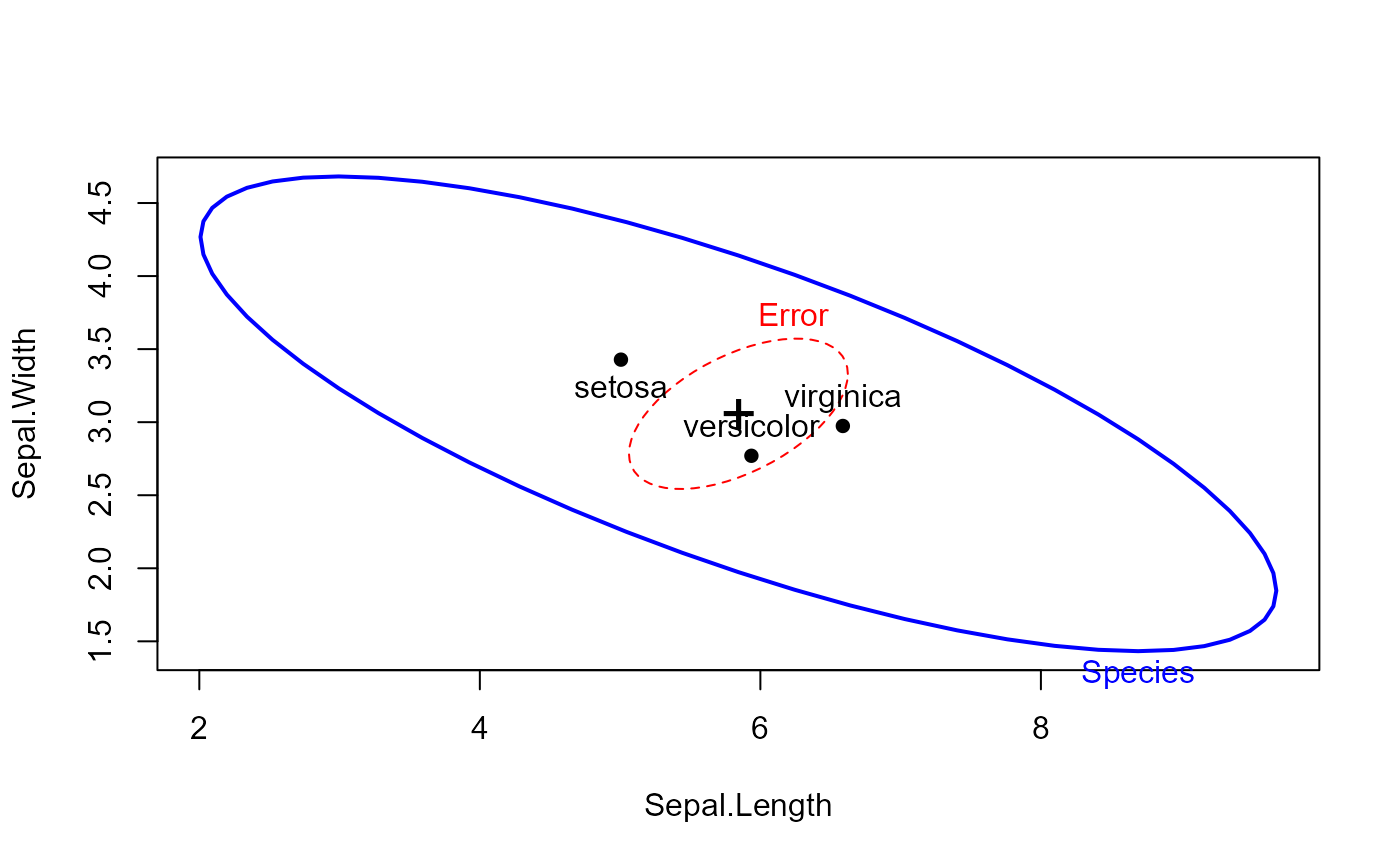 Sepal.Width
4.5
4.0
3.5
3.0
2.5
2.0
1.5
Error
setosa
virginica
versicolor
Species
2 4 6 8
Sepal.Length